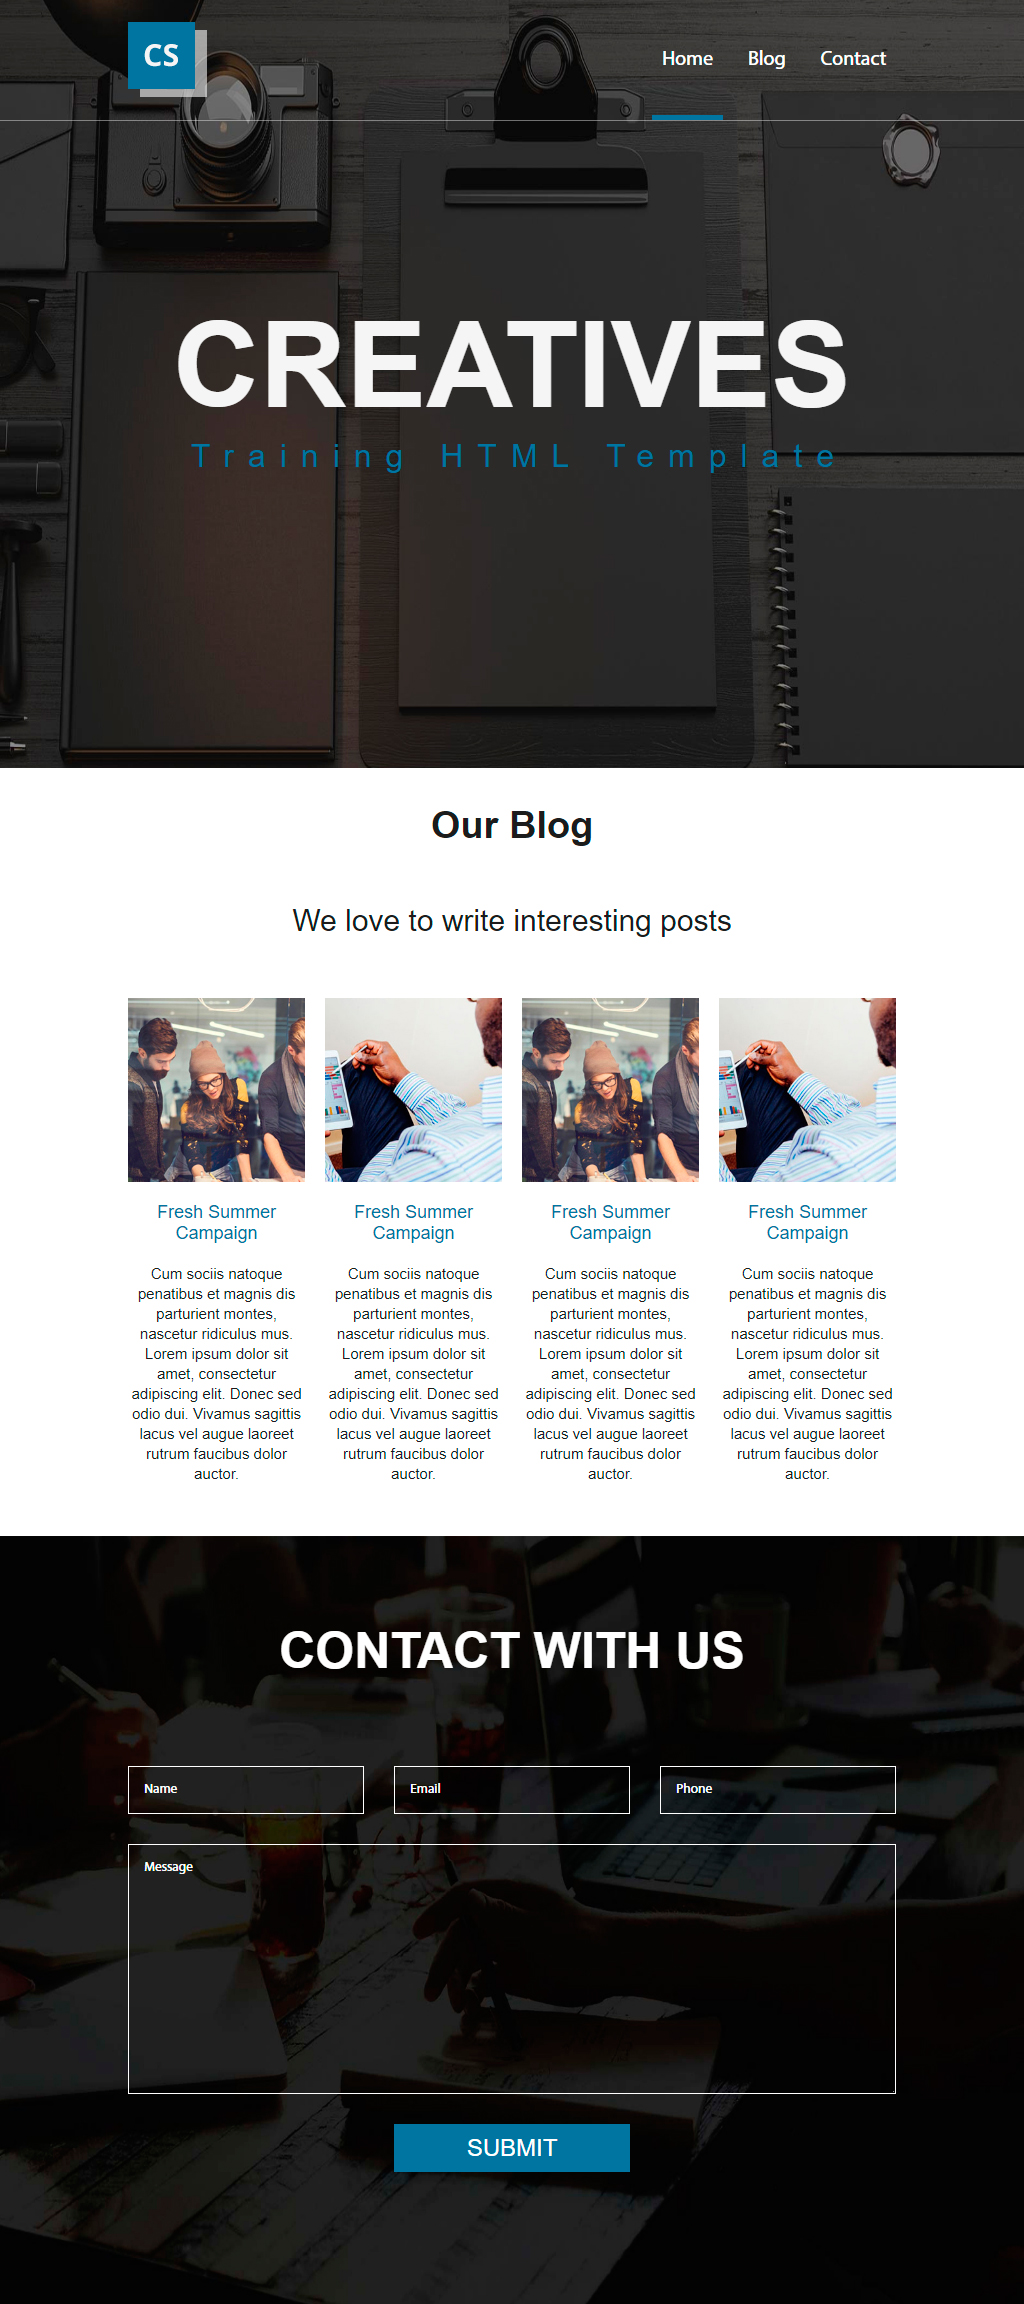 CS
Home Blog Contact
CREATIVES
Training HTML Template
Our Blog
We love to write interesting posts
Fresh Summer
Campaign
Cum sociis natoque
penatibus et magnis dis
parturient montes,
nascetur ridiculus mus.
Lorem ipsum dolor sit
amet, consectetur
adipiscing elit. Donec sed
odio dui. Vivamus sagittis
lacus vel augue laoreet
rutrum faucibus dolor
auctor.
Fresh Summer
Campaign
Cum sociis natoque
penatibus et magnis dis
parturient montes,
nascetur ridiculus mus.
Lorem ipsum dolor sit
amet, consectetur
adipiscing elit. Donec sed
odio dui. Vivamus sagittis
lacus vel augue laoreet
rutrum faucibus dolor
auctor.
Fresh Summer
Campaign
Cum sociis natoque
penatibus et magnis dis
parturient montes,
nascetur ridiculus mus.
Lorem ipsum dolor sit
amet, consectetur
adipiscing elit. Donec sed
odio dui. Vivamus sagittis
lacus vel augue laoreet
rutrum faucibus dolor
auctor.
Fresh Summer
Campaign
Cum sociis natoque
penatibus et magnis dis
parturient montes,
nascetur ridiculus mus.
Lorem ipsum dolor sit
amet, consectetur
adipiscing elit. Donec sed
odio dui. Vivamus sagittis
lacus vel augue laoreet
rutrum faucibus dolor
auctor.
CONTACT WITH US
Name Email Phone
Message
SUBMIT